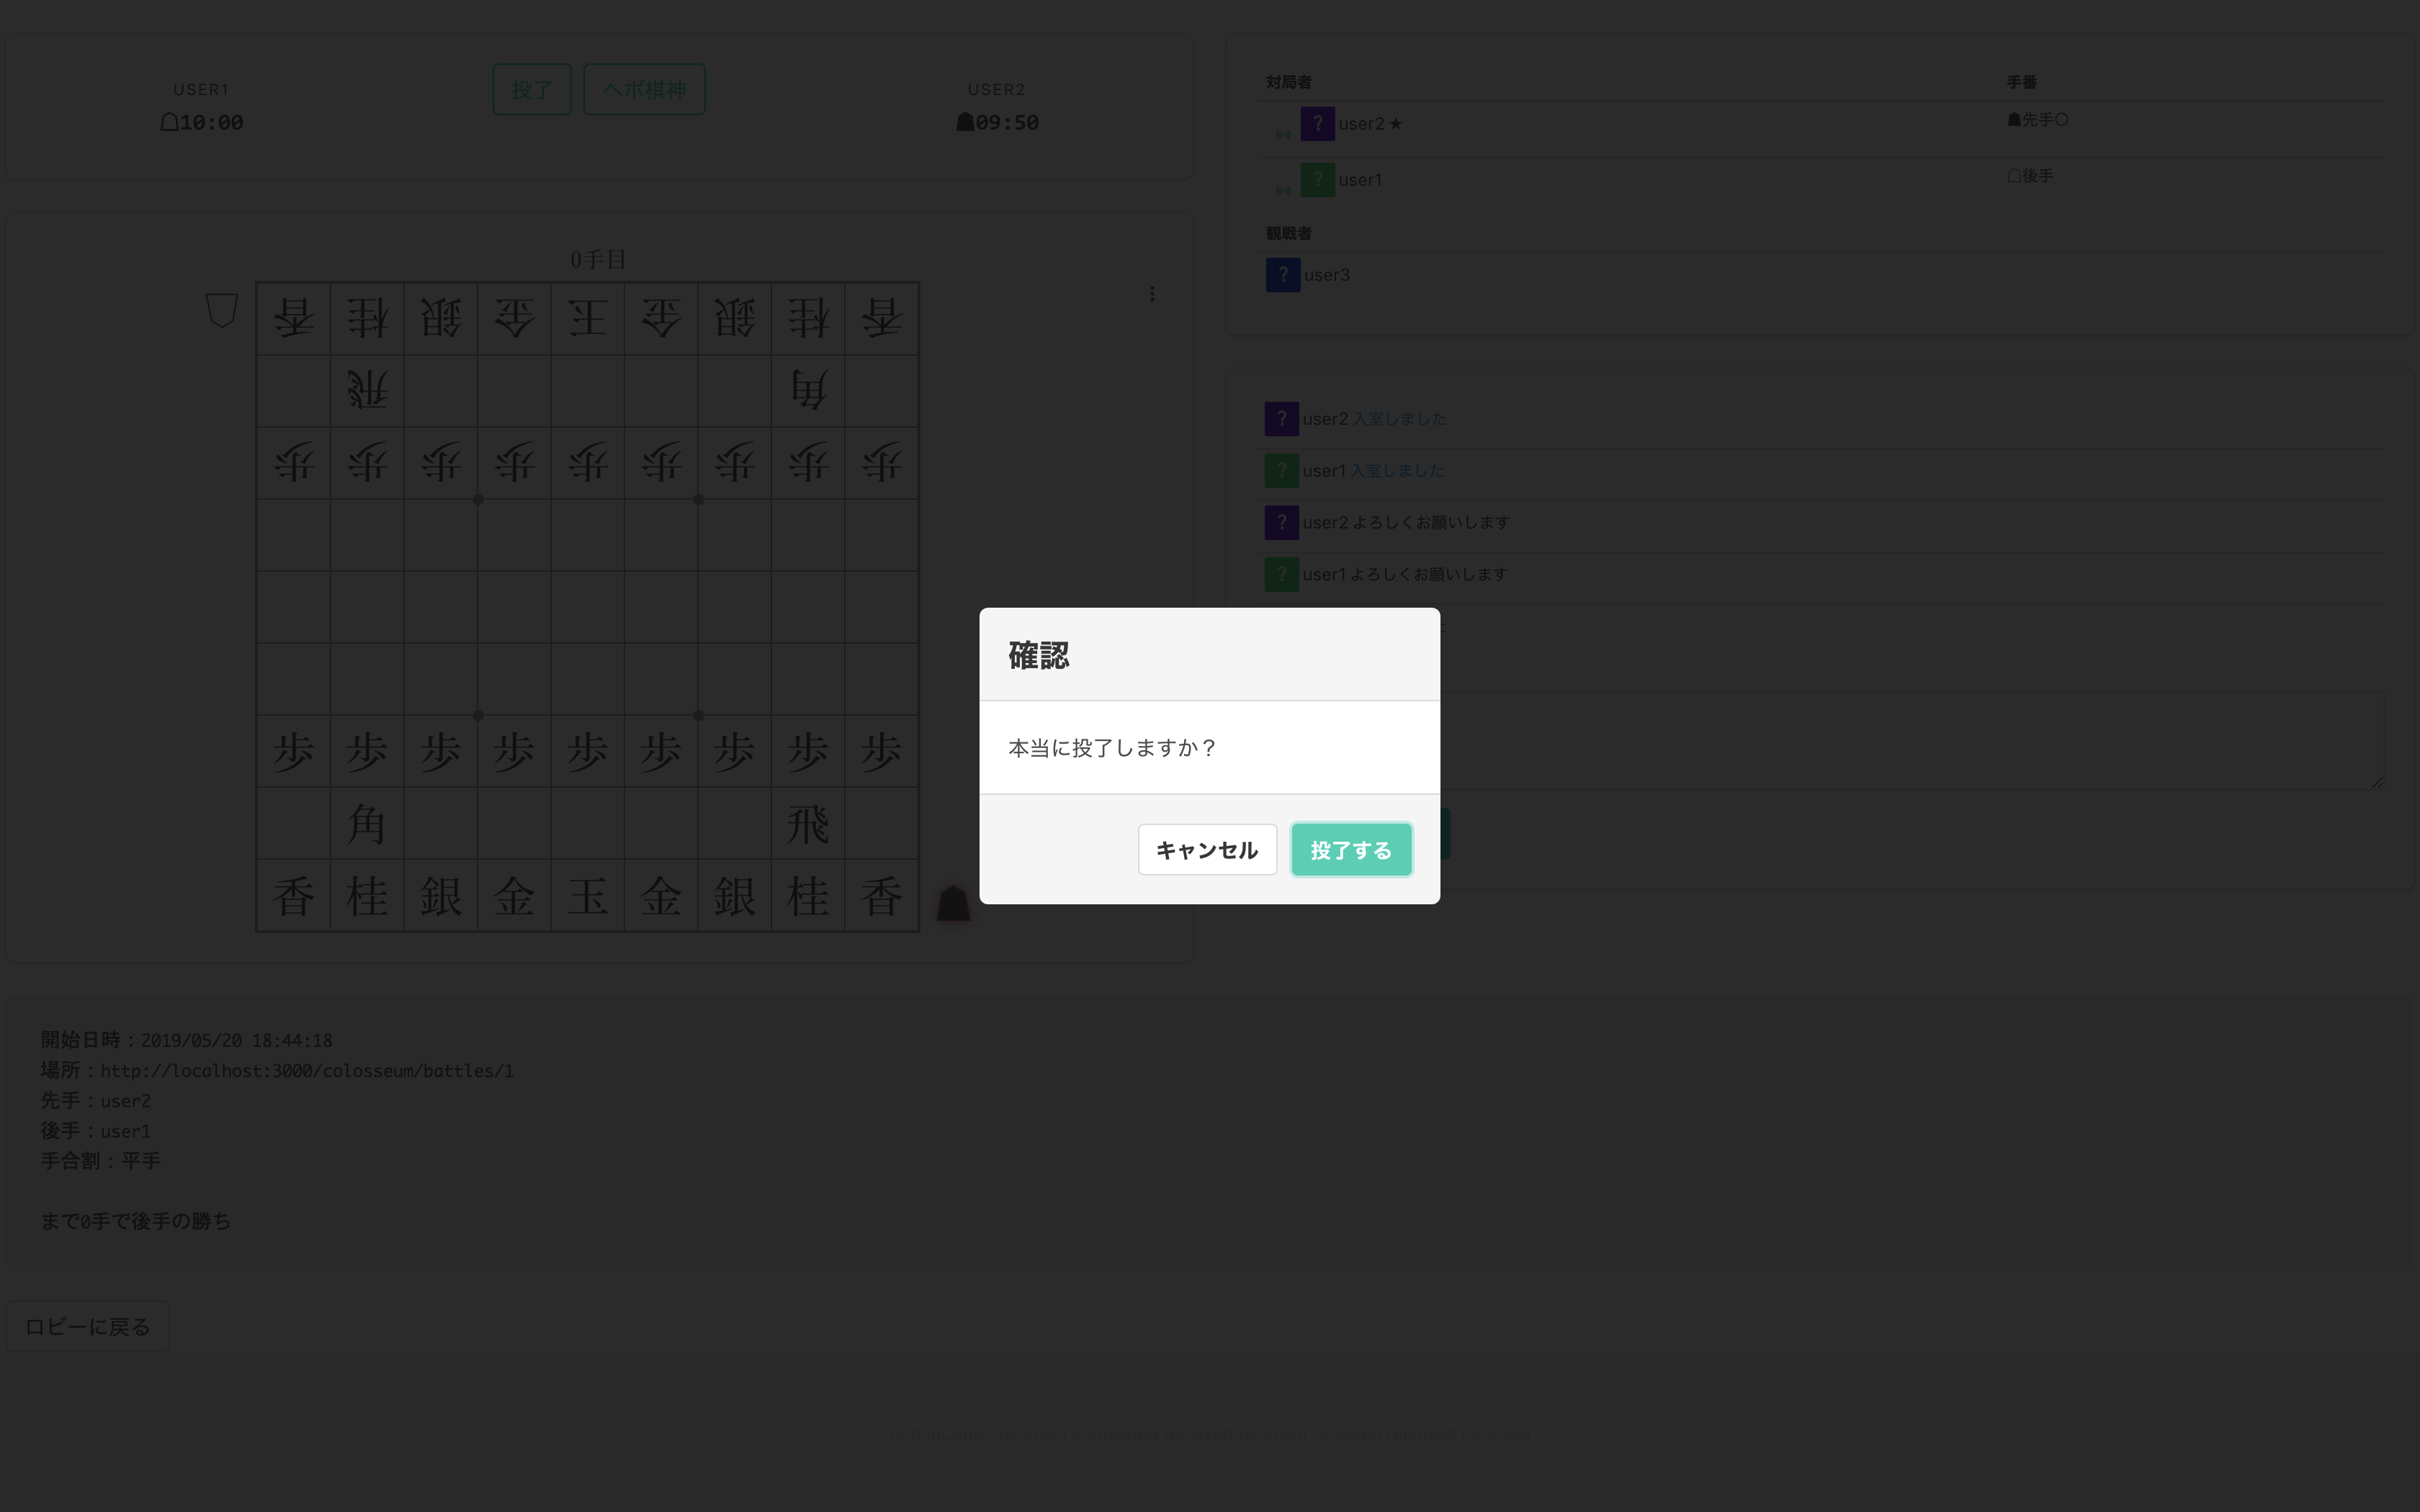 USER1
10:00
投了
ヘボ棋神
USER2
09:50
0手目
香桂銀金玉金銀桂香
飛角
歩歩歩歩歩歩歩歩歩
歩歩歩歩歩歩歩歩歩
角飛
香桂銀金玉金銀桂香
対局者 手番
? user2 ★ ☗先手○
? user1 ☖後手
観戦者
? user3
? user2 入室しました
? user1 入室しました
? user2 よろしくお願いします
? user1 よろしくお願いします
確認
本当に投了しますか？
キャンセル
投了する
開始日時：2019/05/20 18:44:18
場所：http://localhost:3000/colosseum/battles/1
先手：user2
後手：user1
手合割：平手
まで0手で後手の勝ち
ロビーに戻る